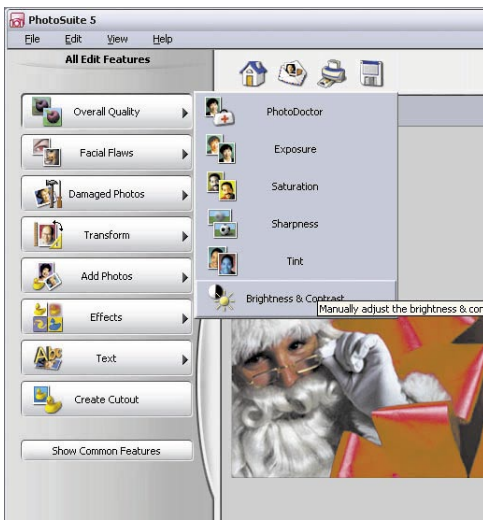 PhotoSuite 5
File Edit View Help
All Edit Features
Overall Quality
Facial Flaws
Damaged Photos
Transform
Add Photos
Effects
Text
Create Cutout
Show Common Features
PhotoDoctor
Exposure
Saturation
Sharpness
Tint
Brightness & Contrast
Manually adjust the brightness & con